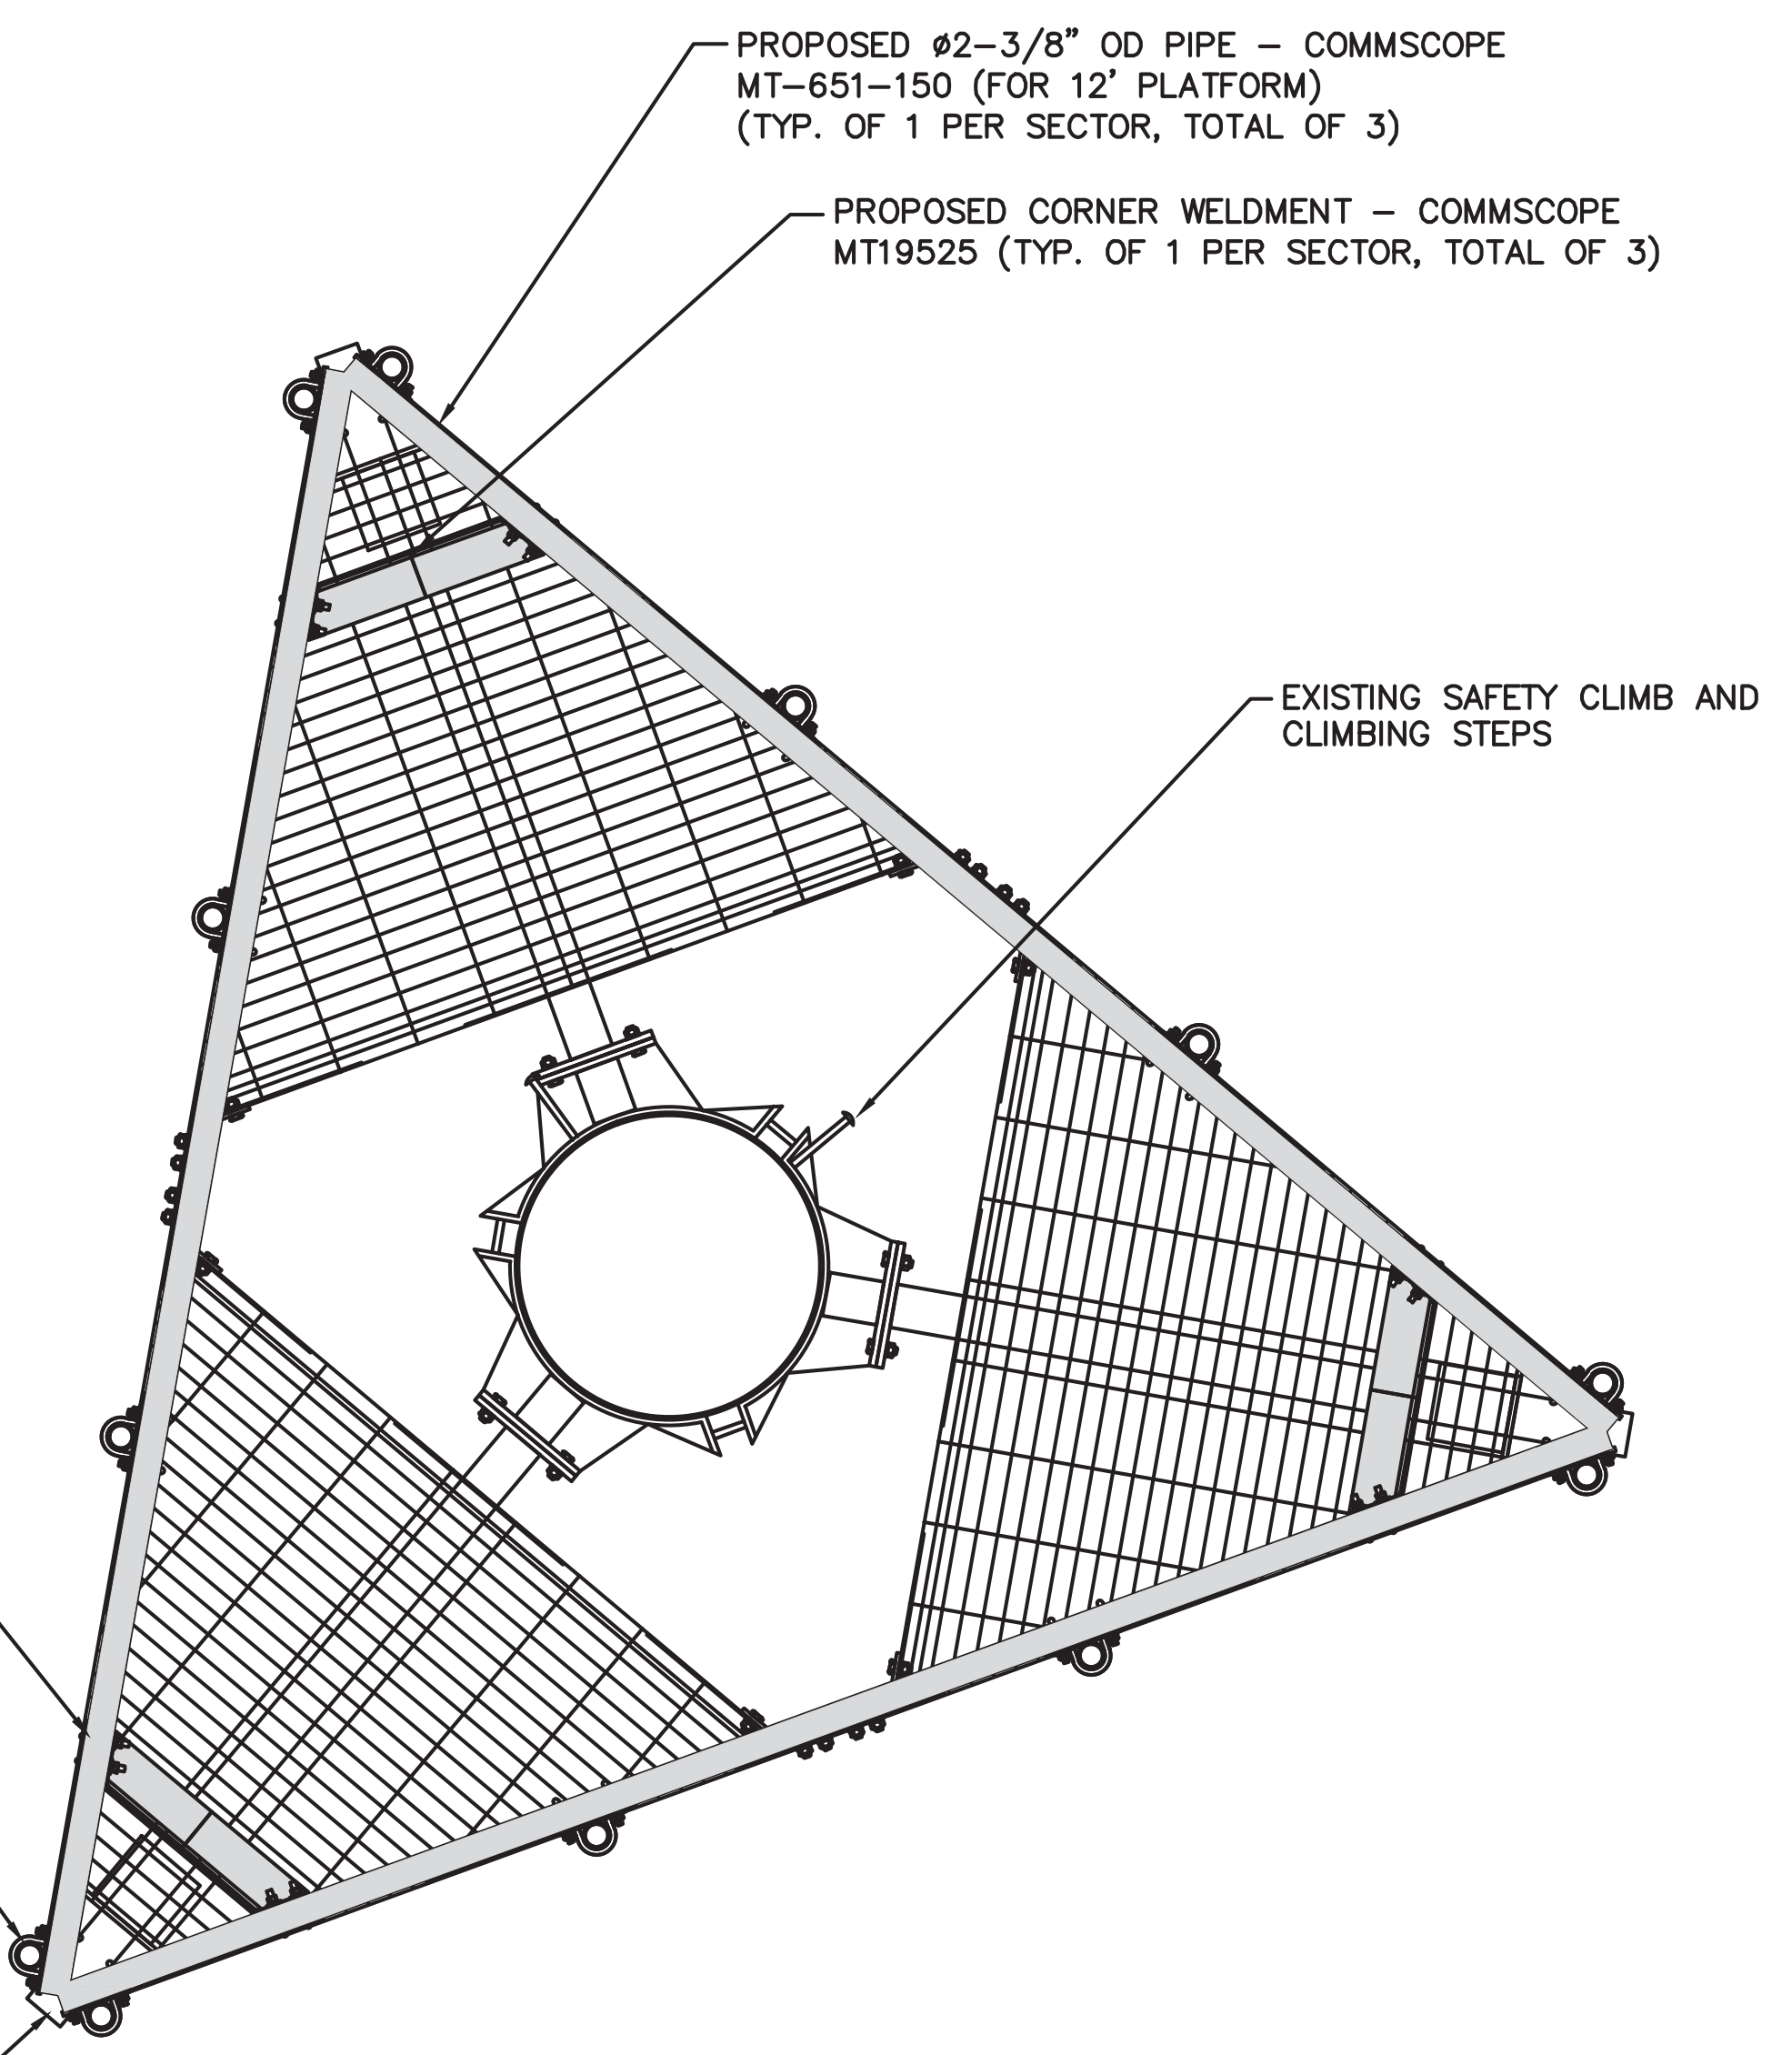 PROPOSED ø2-3/8" OD PIPE - COMMSCOPE
MT-651-150 (FOR 12' PLATFORM)
(TYP. OF 1 PER SECTOR, TOTAL OF 3)
PROPOSED CORNER WELDMENT - COMMSCOPE
MT19525 (TYP. OF 1 PER SECTOR, TOTAL OF 3)
EXISTING SAFETY CLIMB AND
CLIMBING STEPS